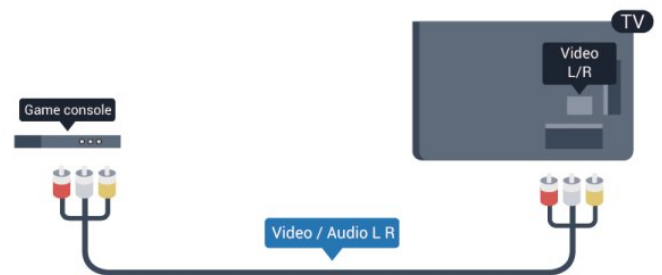 TV
Video
L/R
Game console
Video / Audio L R